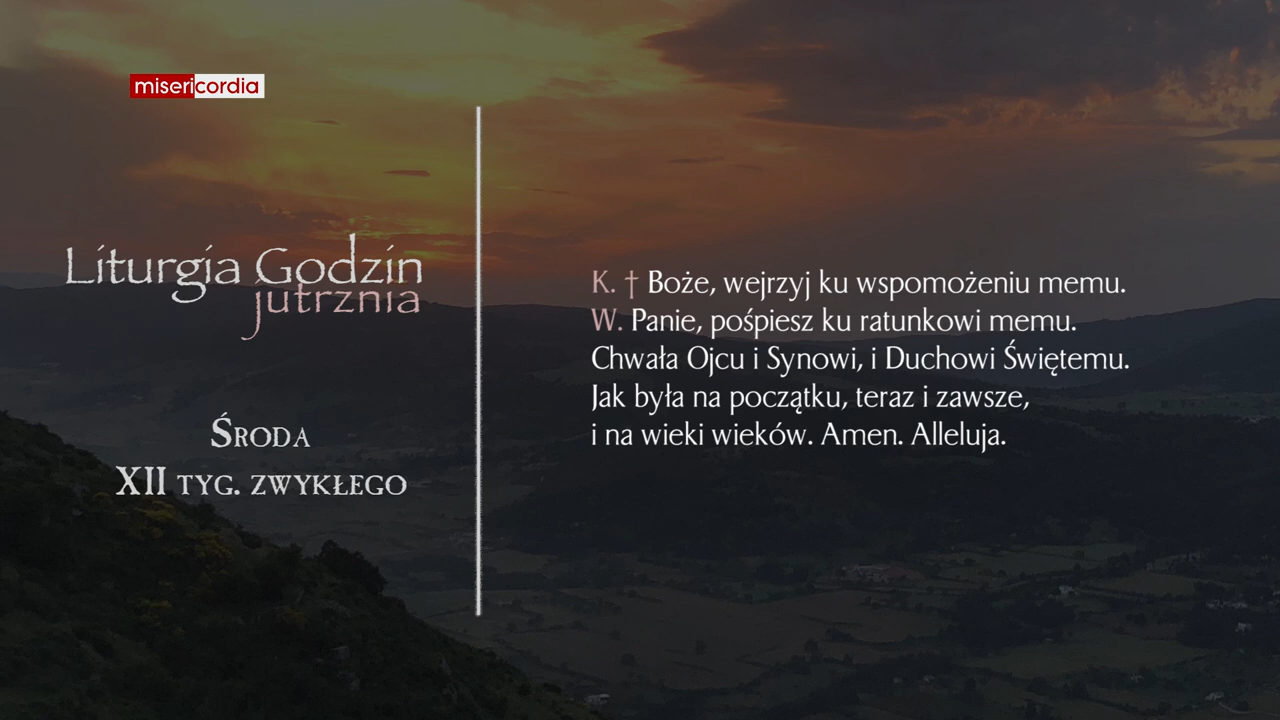 misericordia
Liturgia Godzin
jutrznia
Środa
XII tyg. zwykłego
K. † Boże, wejrzyj ku wspomożeniu memu.
W. Panie, pośpiesz ku ratunkowi memu.
Chwała Ojcu i Synowi, i Duchowi Świętemu.
Jak była na początku, teraz i zawsze,
i na wieki wieków. Amen. Alleluja.